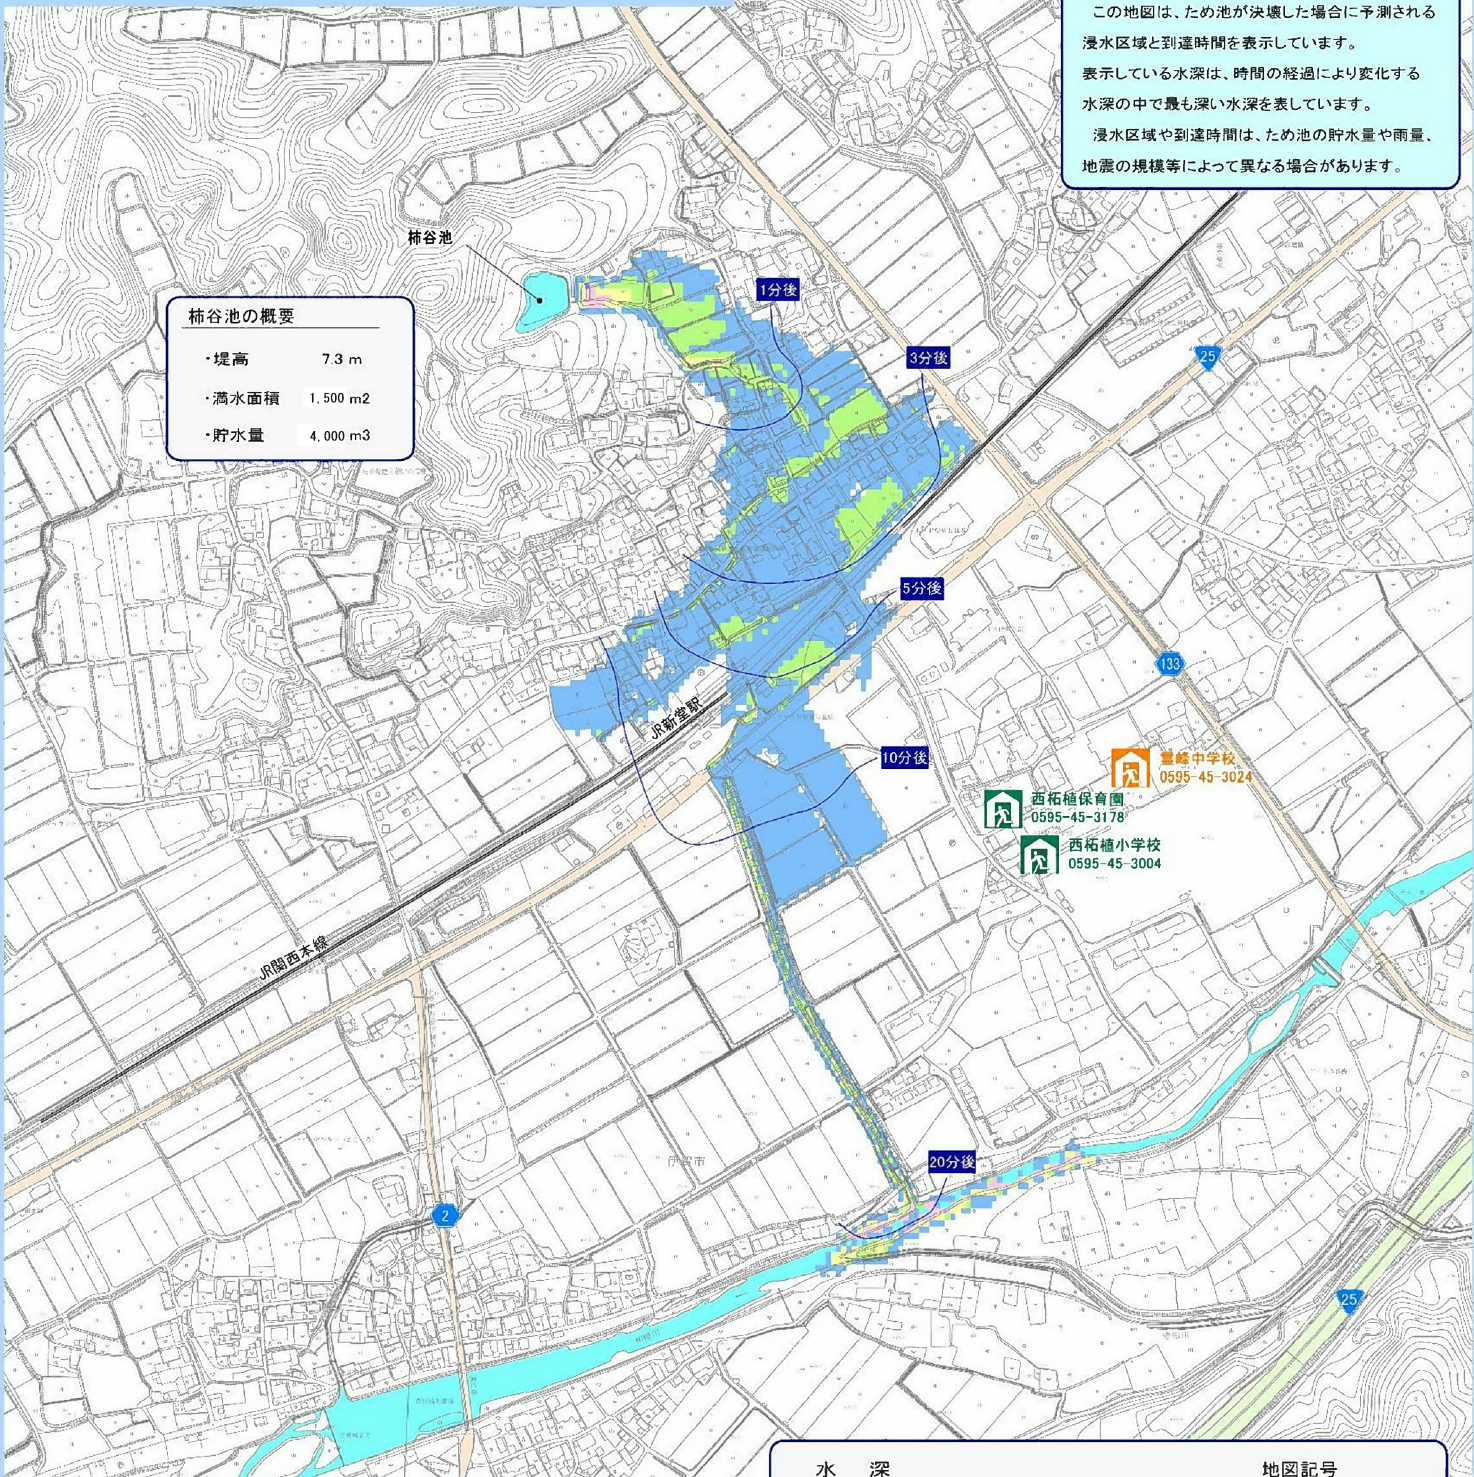 この地図は、ため池が決壊した場合に予測される
浸水区域と到達時間を表示しています。
表示している水深は、時間の経過により変化する
水深の中で最も深い水深を表しています。
浸水区域や到達時間は、ため池の貯水量や雨量、
地震の規模等によって異なる場合があります。
柿谷池
柿谷池の概要
・堤高 7.3 m
・満水面積 1,500 m2
・貯水量 4,000 m3
1分後
3分後
25
5分後
133
JR新堂駅
10分後
霊峰中学校
0595-45-3024
西柘植保育園
0595-45-3178
西柘植小学校
0595-45-3004
JR関西本線
伊賀市
20分後
2
25
水 深
地図記号